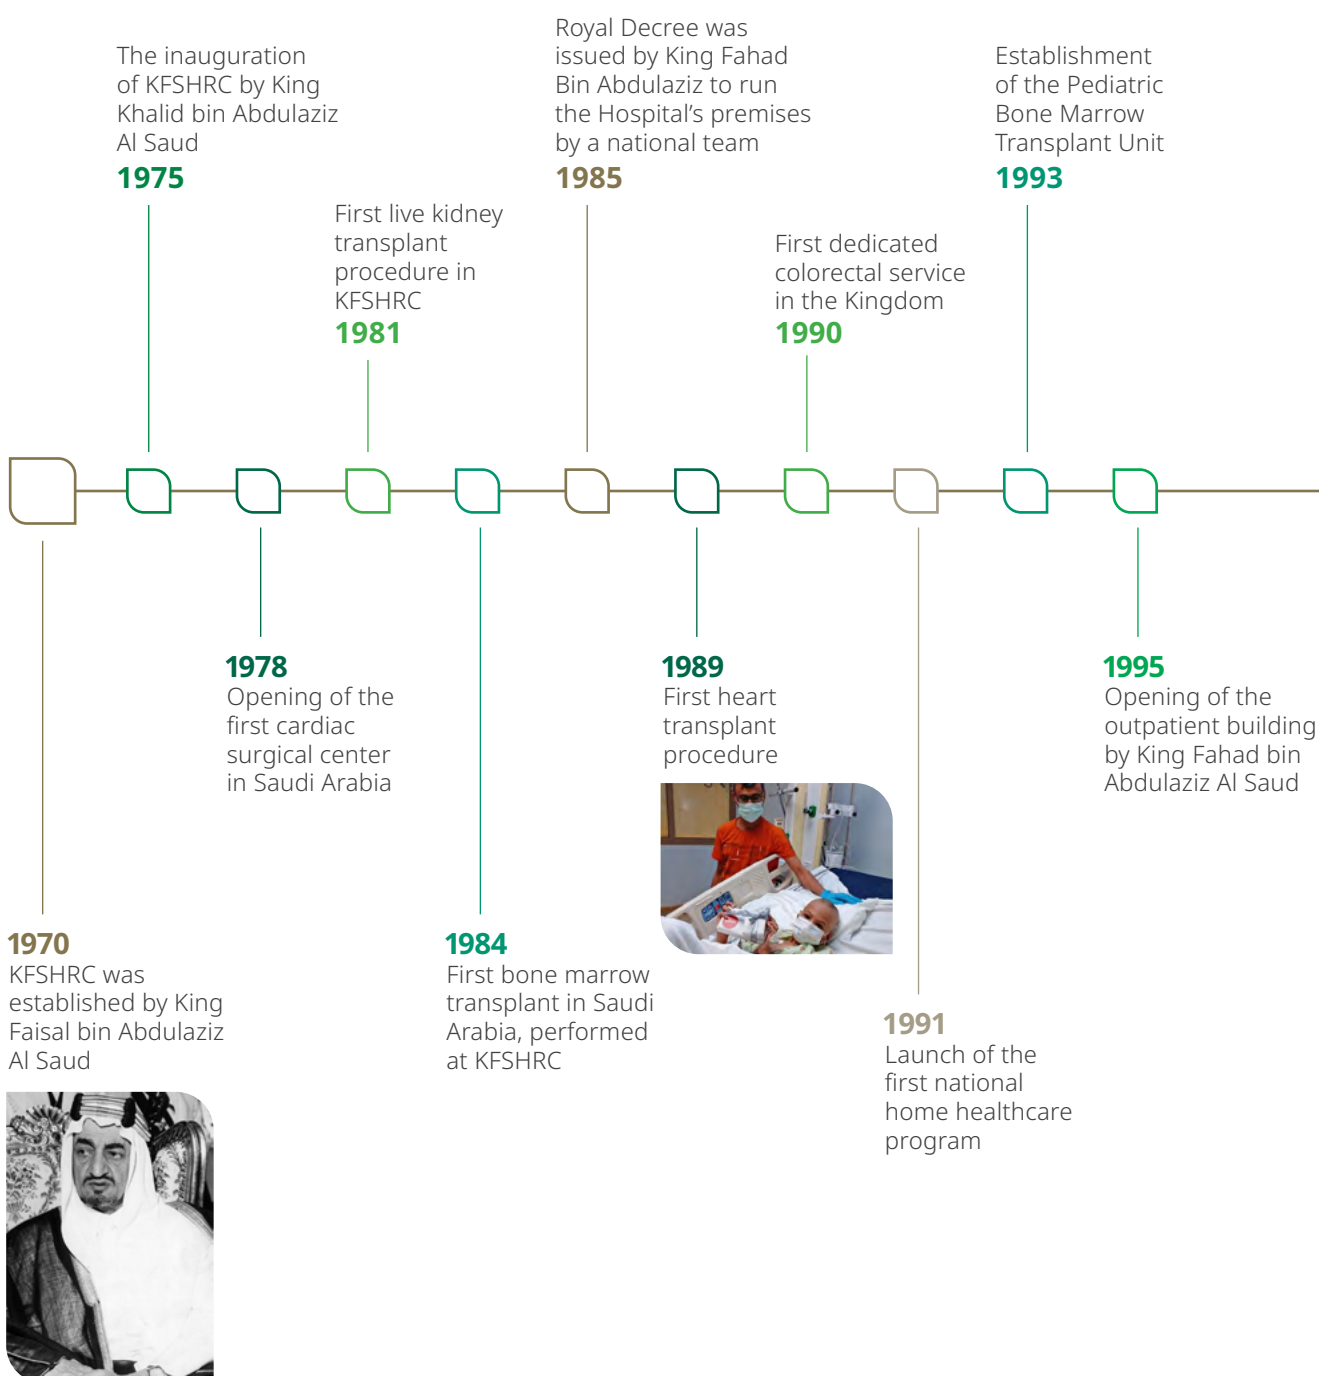 The inauguration
of KFSHRC by King
Khalid bin Abdulaziz
Al Saud
1975
First live kidney
transplant
procedure in
KFSHRC
1981
Royal Decree was
issued by King Fahad
Bin Abdulaziz to run
the Hospital’s premises
by a national team
1985
First dedicated
colorectal service
in the Kingdom
1990
Establishment
of the Pediatric
Bone Marrow
Transplant Unit
1993
1970
KFSHRC was
established by King
Faisal bin Abdulaziz
Al Saud
1978
Opening of the
first cardiac
surgical center
in Saudi Arabia
1984
First bone marrow
transplant in Saudi
Arabia, performed
at KFSHRC
1989
First heart
transplant
procedure
1991
Launch of the
first national
home healthcare
program
1995
Opening of the
outpatient building
by King Fahad bin
Abdulaziz Al Saud